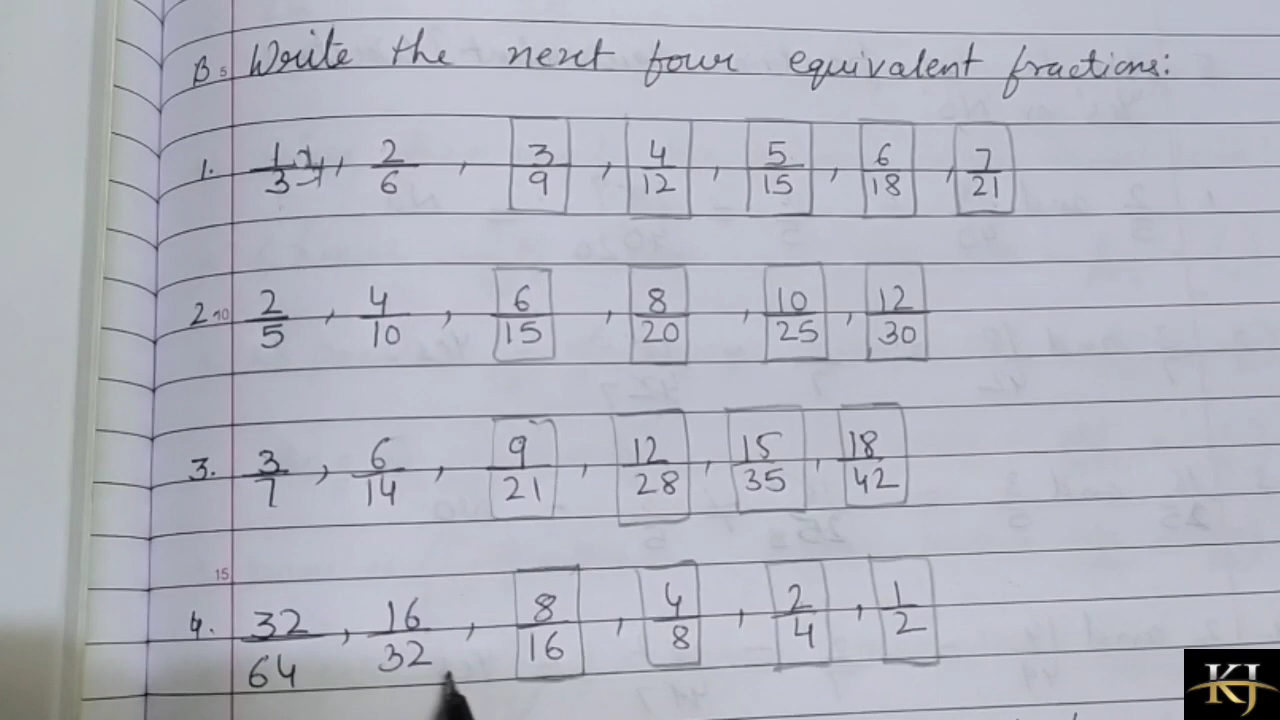 B. Write the next four equivalent fractions:
1. 1/3, 2/6, 3/9, 4/12, 5/15, 6/18, 7/21
2. 2/5, 4/10, 6/15, 8/20, 10/25, 12/30
3. 3/7, 6/14, 9/21, 12/28, 15/35, 18/42
4. 32/64, 16/32, 8/16, 4/8, 2/4, 1/2
5
10
15
KJ